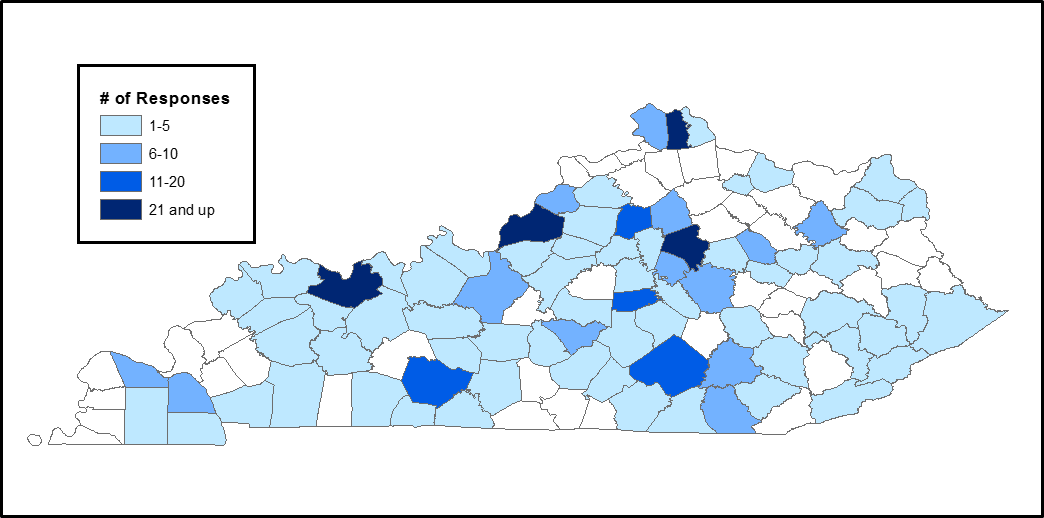 # of Responses
1-5
6-10
11-20
21 and up